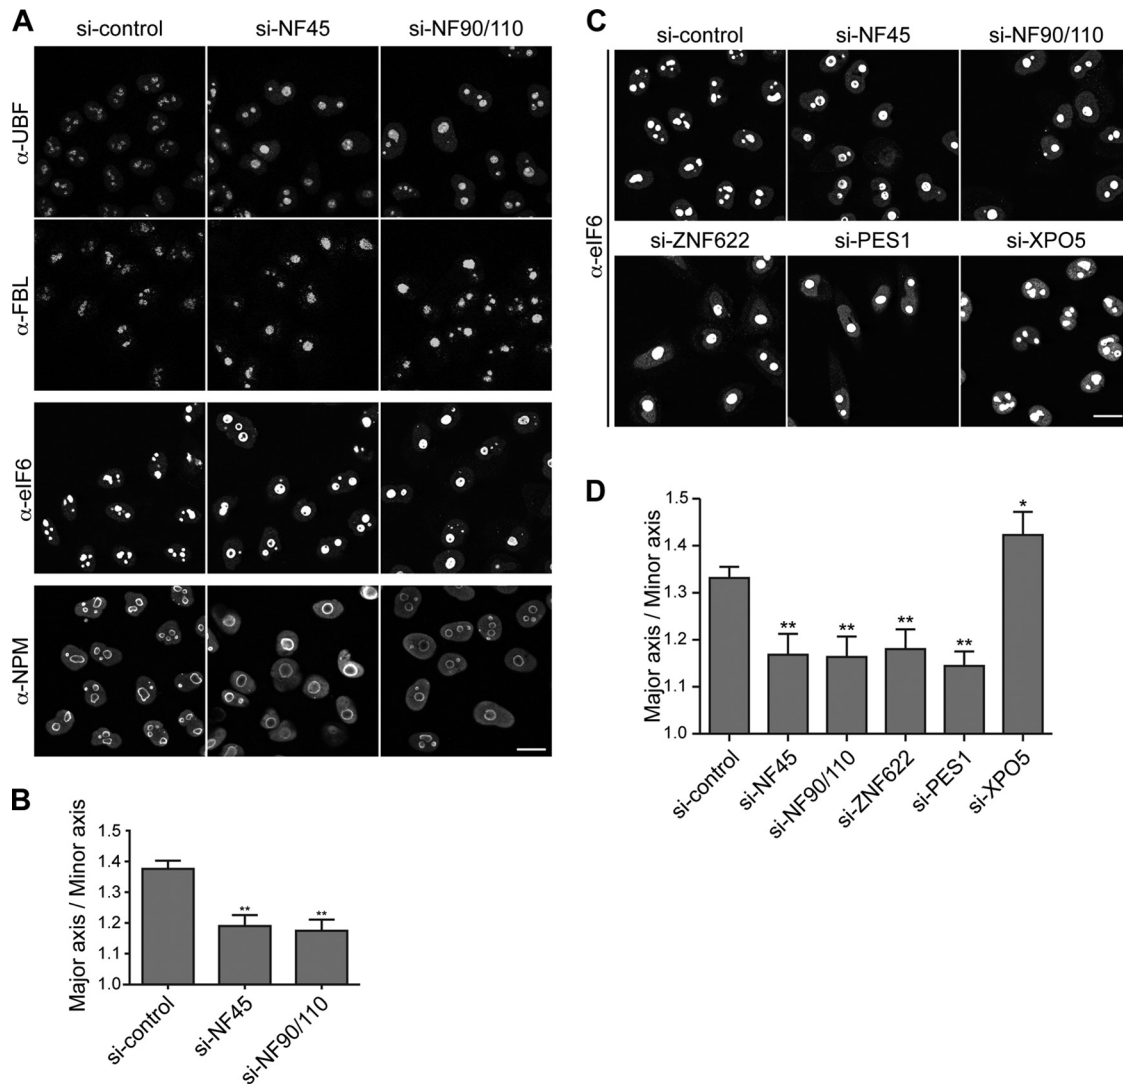 A
si-control si-NF45 si-NF90/110
α-UBF
α-FBL
α-eIF6
α-NPM
B
Major axis / Minor axis
1.5
1.4
1.3
1.2
1.1
1.0
** **
si-control si-NF45 si-NF90/110
C
si-control si-NF45 si-NF90/110
α-eIF6
si-ZNF622 si-PES1 si-XPO5
D
Major axis / Minor axis
1.5
1.4
1.3
1.2
1.1
1.0
** ** ** ** *
si-control si-NF45 si-NF90/110 si-ZNF622 si-PES1 si-XPO5